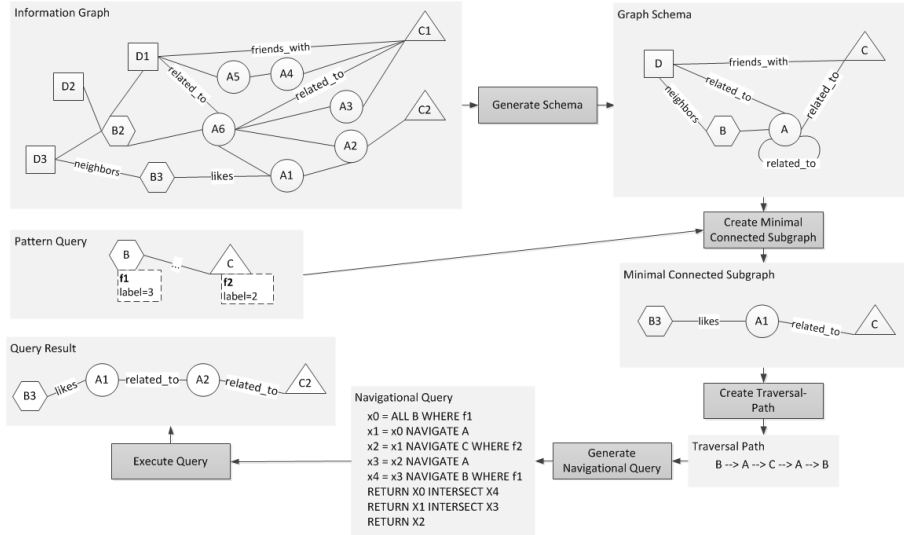 Information Graph
D1
friends_with
C1
D2
A5
A4
related_to
related_to
A3
C2
B2
A6
A2
D3
neighbors
B3
likes
A1
Generate Schema
Graph Schema
D
friends_with
C
related_to
related_to
neighbors
B
A
related_to
Create Minimal
Connected Subgraph
Pattern Query
B
...
C
f1
label=3
f2
label=2
Minimal Connected Subgraph
B3
likes
A1
related_to
C
Create Traversal-
Path
Traversal Path
B --> A --> C --> A --> B
Generate
Navigational Query
Navigational Query
x0 = ALL B WHERE f1
x1 = x0 NAVIGATE A
x2 = x1 NAVIGATE C WHERE f2
x3 = x2 NAVIGATE A
x4 = x3 NAVIGATE B WHERE f1
RETURN X0 INTERSECT X4
RETURN X1 INTERSECT X3
RETURN X2
Execute Query
Query Result
B3
likes
A1
related_to
A2
related_to
C2